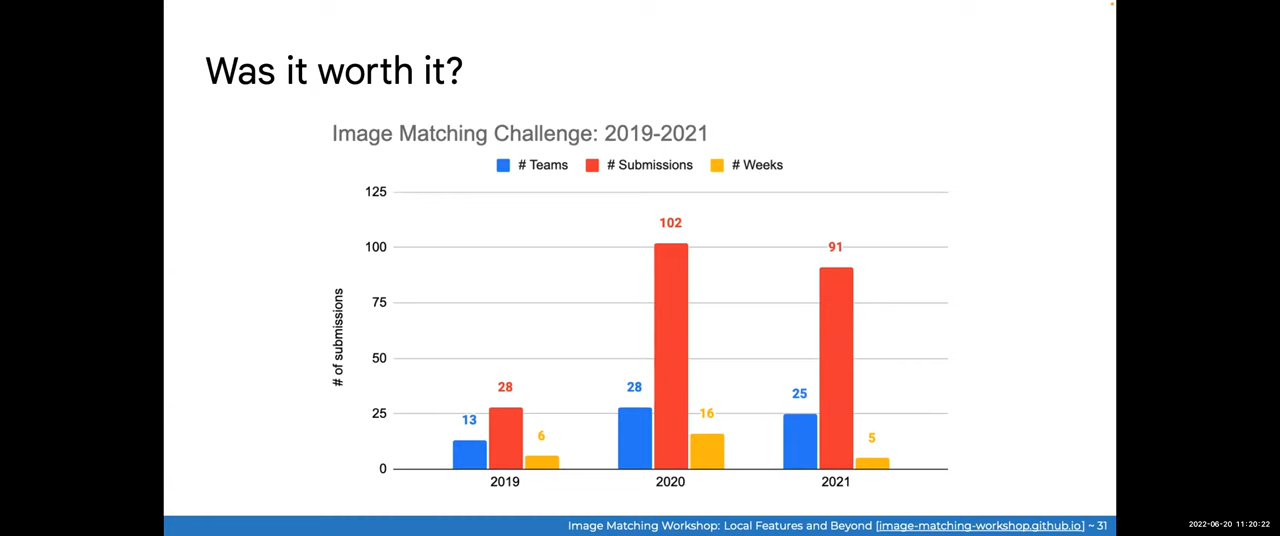 Was it worth it?
Image Matching Challenge: 2019-2021
# Teams # Submissions # Weeks
125
100
75
50
25
0
# of submissions
13
28
6
28
102
16
25
91
5
2019 2020 2021
Image Matching Workshop: Local Features and Beyond [image-matching-workshop.github.io] ~ 31
2022-06-20 11:20:22